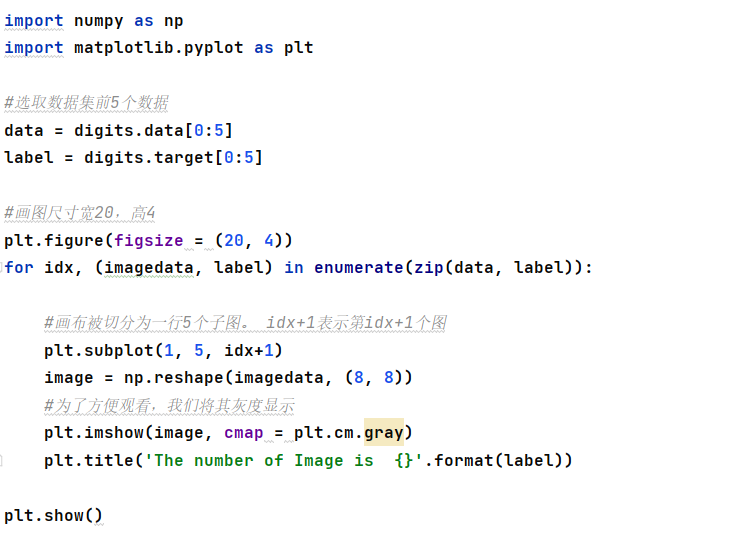 import numpy as np
import matplotlib.pyplot as plt
#选取数据集前5个数据
data = digits.data[0:5]
label = digits.target[0:5]
#画图尺寸宽20，高4
plt.figure(figsize = (20, 4))
for idx, (imagedata, label) in enumerate(zip(data, label)):
    #画布被切分为一行5个子图。 idx+1表示第idx+1个图
    plt.subplot(1, 5, idx+1)
    image = np.reshape(imagedata, (8, 8))
    #为了方便观看，我们将其灰度显示
    plt.imshow(image, cmap = plt.cm.gray)
    plt.title('The number of Image is  {}'.format(label))
plt.show()